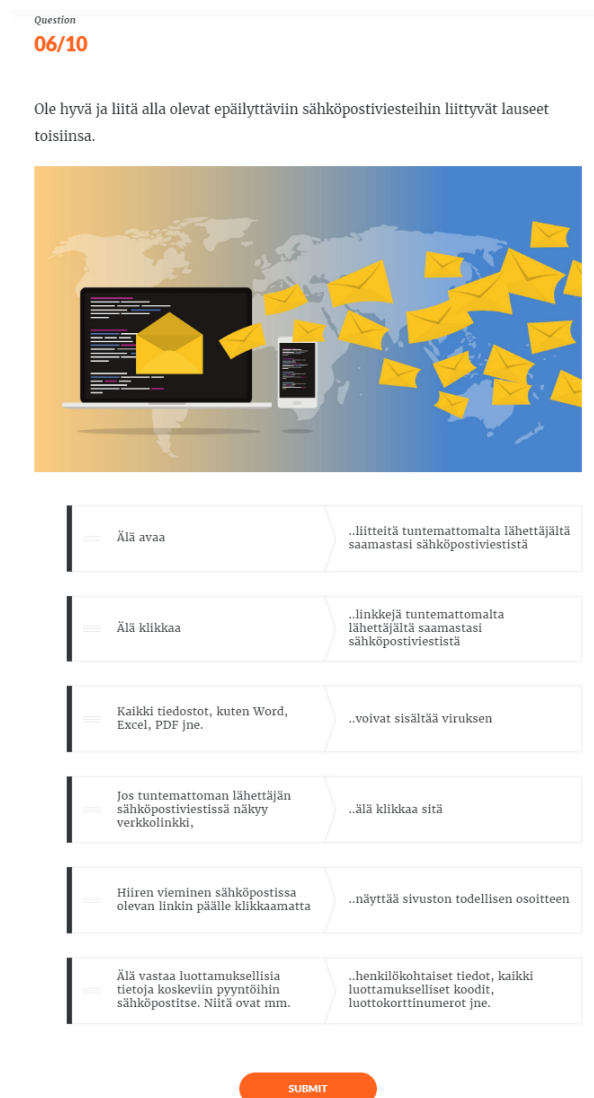 Question
06/10
Ole hyvä ja liitä alla olevat epäilyttäviin sähköpostiviesteihin liittyvät lauseet
toisiinsa.
Älä avaa
..liitteitä tuntemattomalta lähettäjältä
saamastasi sähköpostiviestistä
Älä klikkaa
..linkkejä tuntemattomalta
lähettäjältä saamastasi
sähköpostiviestistä
Kaikki tiedostot, kuten Word,
Excel, PDF jne.
..voivat sisältää viruksen
Jos tuntemattoman lähettäjän
sähköpostiviestissä näkyy
verkkolinkki,
..älä klikkaa sitä
Hiiren vieminen sähköpostissa
olevan linkin päälle klikkaamatta
..näyttää sivuston todellisen osoitteen
Älä vastaa luottamuksellisia
tietoja koskeviin pyyntöihin
sähköpostitse. Niitä ovat mm.
..henkilökohtaiset tiedot, kaikki
luottamukselliset koodit,
luottokorttinumerot jne.
SUBMIT